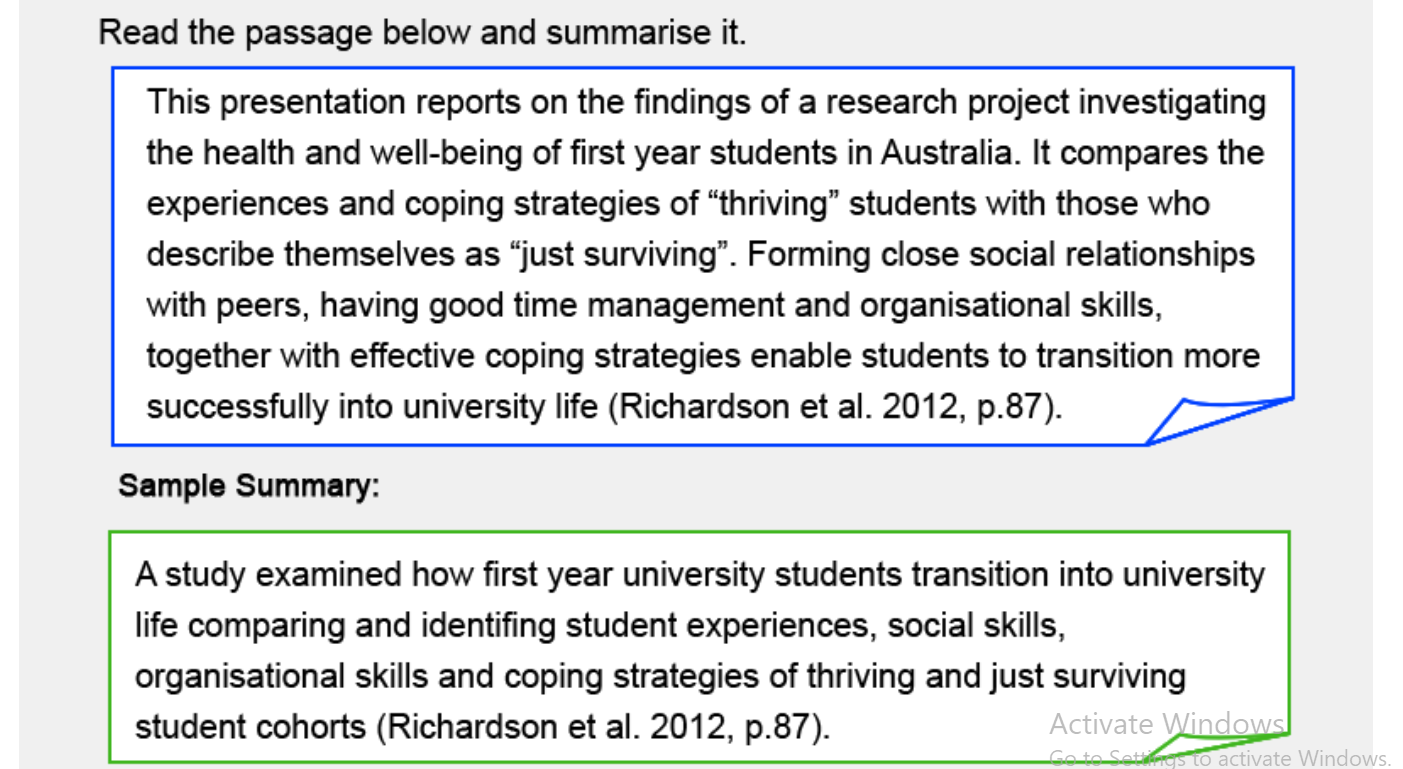 Read the passage below and summarise it.
This presentation reports on the findings of a research project investigating
the health and well-being of first year students in Australia. It compares the
experiences and coping strategies of “thriving” students with those who
describe themselves as “just surviving”. Forming close social relationships
with peers, having good time management and organisational skills,
together with effective coping strategies enable students to transition more
successfully into university life (Richardson et al. 2012, p.87).
Sample Summary:
A study examined how first year university students transition into university
life comparing and identifing student experiences, social skills,
organisational skills and coping strategies of thriving and just surviving
student cohorts (Richardson et al. 2012, p.87).
Activate Windows
Go to Settings to activate Windows.